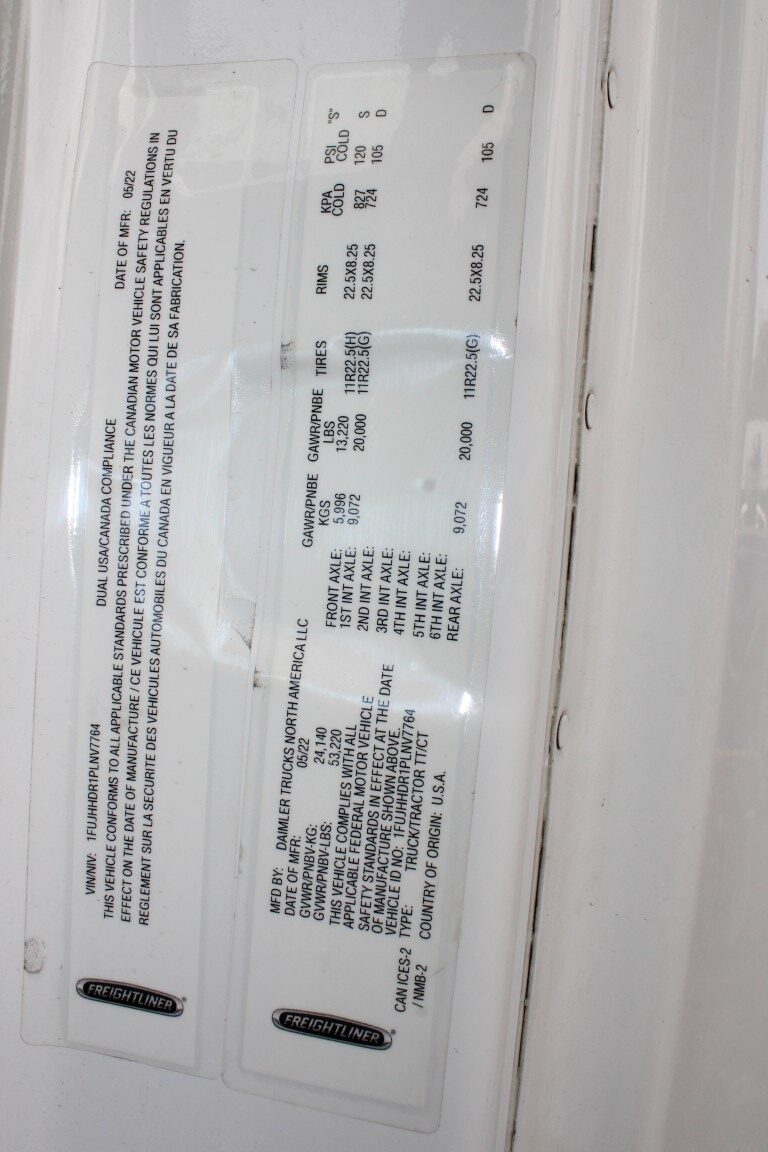 FREIGHTLINER®
VIN/NIV: 1FUJHHDR1PLNV7764 DUAL USA/CANADA COMPLIANCE DATE OF MFR: 05/22
THIS VEHICLE CONFORMS TO ALL APPLICABLE STANDARDS PRESCRIBED UNDER THE CANADIAN MOTOR VEHICLE SAFETY REGULATIONS IN
EFFECT ON THE DATE OF MANUFACTURE / CE VEHICULE EST CONFORME A TOUTES LES NORMES QUI LUI SONT APPLICABLES EN VERTU DU
REGLEMENT SUR LA SECURITE DES VEHICULES AUTOMOBILES DU CANADA EN VIGUEUR A LA DATE DE SA FABRICATION.
FREIGHTLINER®
CAN ICES-2
/ NMB-2
MFD BY: DAIMLER TRUCKS NORTH AMERICA LLC
DATE OF MFR: 05/22
GVWR/PNBV-KG: 24,140
GVWR/PNBV-LBS: 53,220
THIS VEHICLE COMPLIES WITH ALL
APPLICABLE FEDERAL MOTOR VEHICLE
SAFETY STANDARDS IN EFFECT AT THE DATE
OF MANUFACTURE SHOWN ABOVE.
VEHICLE ID NO: 1FUJHHDR1PLNV7764
TYPE: TRUCK/TRACTOR TT/CT
COUNTRY OF ORIGIN: U.S.A.
GAWR/PNBE GAWR/PNBE TIRES RIMS KPA PSI "S"
KGS LBS COLD COLD
FRONT AXLE: 5,996 13,220 11R22.5(H) 22.5X8.25 827 120 S
1ST INT AXLE: 9,072 20,000 11R22.5(G) 22.5X8.25 724 105 D
2ND INT AXLE:
3RD INT AXLE:
4TH INT AXLE:
5TH INT AXLE:
6TH INT AXLE:
REAR AXLE: 9,072 20,000 11R22.5(G) 22.5X8.25 724 105 D